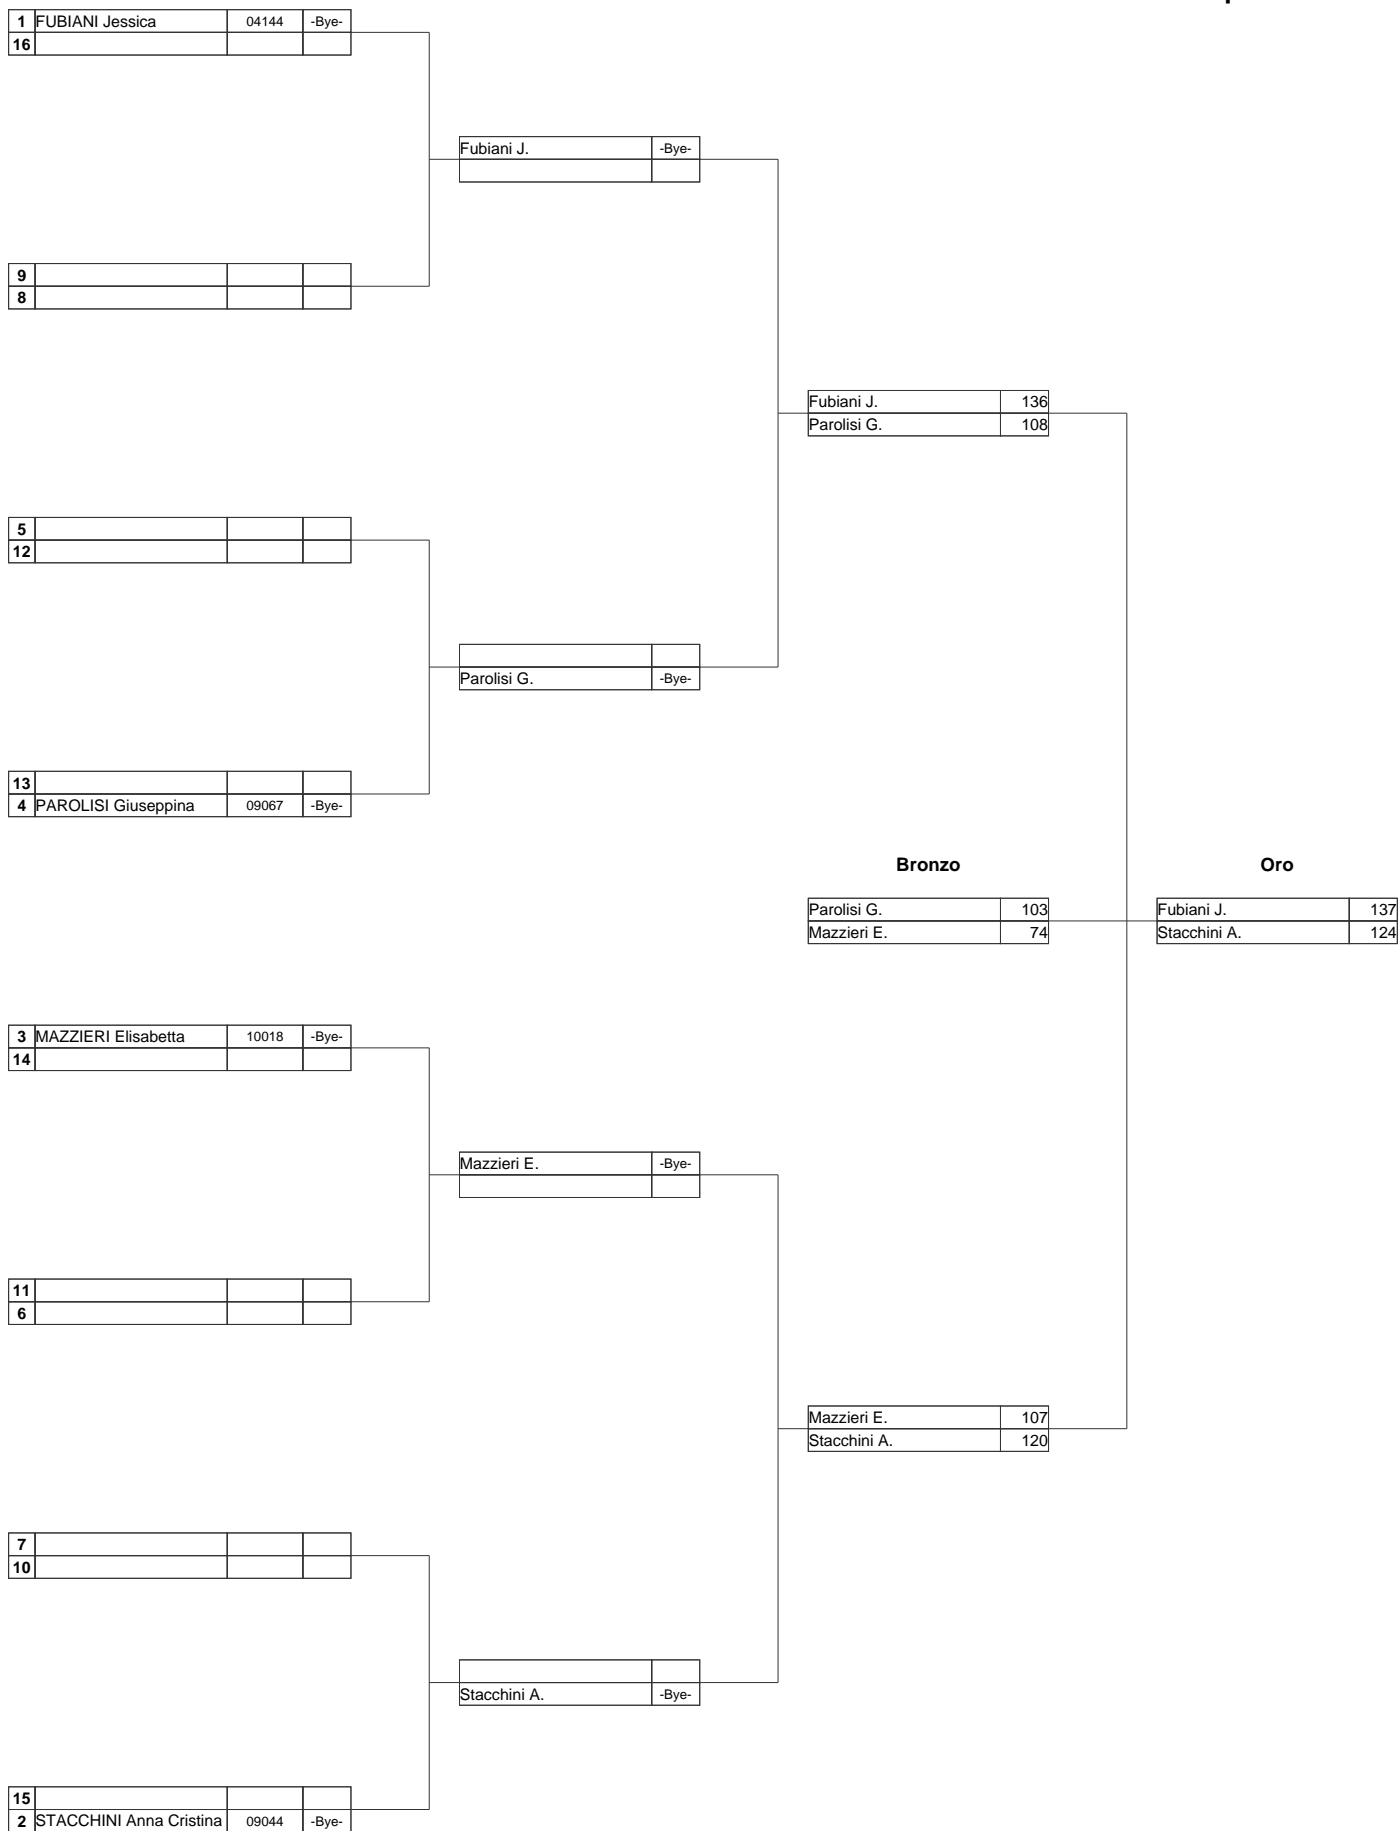 1 FUBIANI Jessica 04144 -Bye-
16
Fubiani J. -Bye-
9
8
Fubiani J. 136
Parolisi G. 108
5
12
Parolisi G. -Bye-
13
4 PAROLISI Giuseppina 09067 -Bye-
Bronzo Oro
Parolisi G. 103 Fubiani J. 137
Mazzieri E. 74 Stacchini A. 124
3 MAZZIERI Elisabetta 10018 -Bye-
14
Mazzieri E. -Bye-
11
6
Mazzieri E. 107
Stacchini A. 120
7
10
Stacchini A. -Bye-
15
2 STACCHINI Anna Cristina 09044 -Bye-